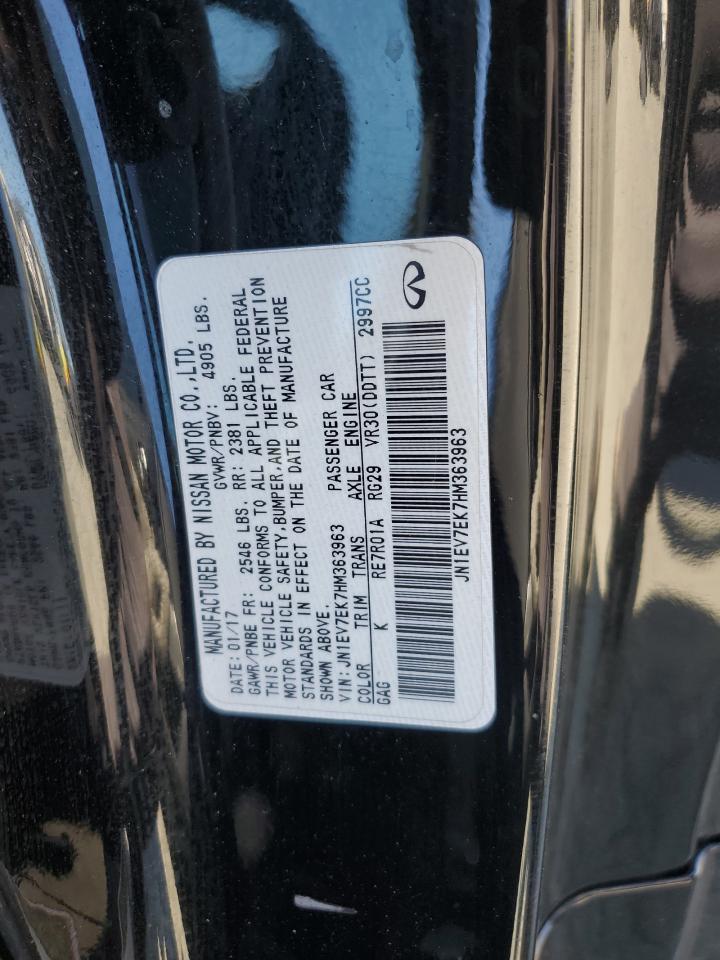 MANUFACTURED BY NISSAN MOTOR CO.,LTD.
DATE: 01/17 GVWR/PNBV: 4905 LBS.
GAWR/PNBE FR: 2546 LBS. RR: 2381 LBS.
THIS VEHICLE CONFORMS TO ALL APPLICABLE FEDERAL
MOTOR VEHICLE SAFETY,BUMPER,AND THEFT PREVENTION
STANDARDS IN EFFECT ON THE DATE OF MANUFACTURE
SHOWN ABOVE.
VIN: JN1EV7EK7HM363963 PASSENGER CAR
COLOR TRIM TRANS AXLE ENGINE
GAG K RE7R01A RG29 VR30(DDTT) 2997CC
JN1EV7EK7HM363963